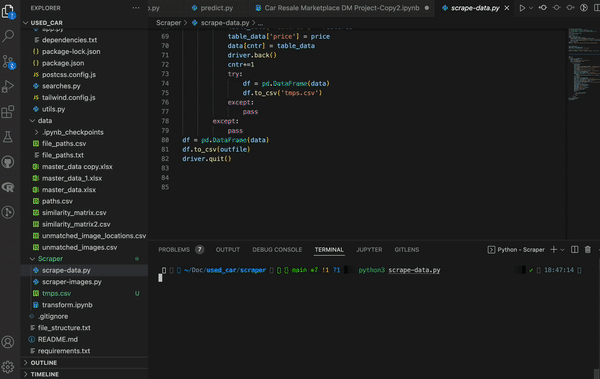 EXPLORER
...
p.py
predict.py
Car Resale Marketplace DM Project-Copy2.ipynb
scrape-data.py
USED_CAR
Scraper > scrape-data.py > ...
app.py
dependencies.txt
package-lock.json
package.json
postcss.config.js
searches.py
tailwind.config.js
utils.py
data
.ipynb_checkpoints
file_paths.csv
file_paths.txt
master_data copy.xlsx
master_data_1.xlsx
master_data.xlsx
paths.csv
similarity_matrix.csv
similarity_matrix2.csv
unmatched_image_locations.csv
unmatched_images.csv
Scraper
scrape-data.py
scraper-images.py
tmps.csv U
transform.ipynb
.gitignore
file_structure.txt
README.md
requirements.txt
OUTLINE
TIMELINE
69 table_data['price'] = price
70 data[cntr] = table_data
71 driver.back()
72 cntr+=1
73 try:
74 df = pd.DataFrame(data)
75 df.to_csv('tmps.csv')
76 except:
77 pass
78 except:
79 pass
80 df = pd.DataFrame(data)
81 df.to_csv(outfile)
82 driver.quit()
83
84
85
PROBLEMS 7 OUTPUT DEBUG CONSOLE TERMINAL JUPYTER GITLENS
Python - Scraper
~/Doc/used_car/scraper main *7 !1 ?1 python3 scrape-data.py 18:47:14